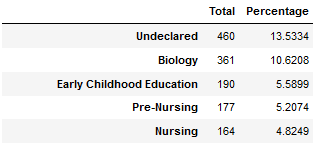 Total Percentage
Undeclared 460 13.5334
Biology 361 10.6208
Early Childhood Education 190 5.5899
Pre-Nursing 177 5.2074
Nursing 164 4.8249